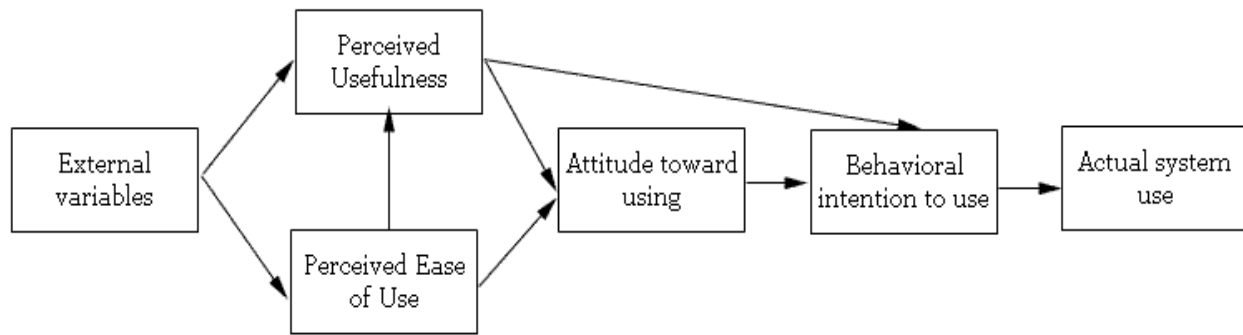 Perceived
Usefulness
External
variables
Perceived Ease
of Use
Attitude toward
using
Behavioral
intention to use
Actual system
use